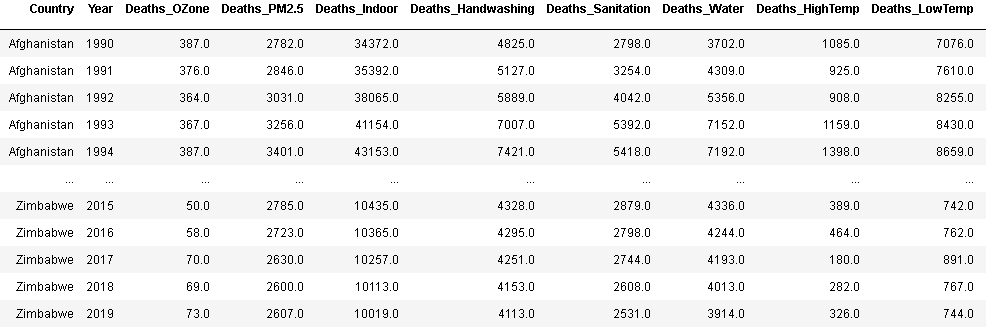 Country Year Deaths_OZone Deaths_PM2.5 Deaths_Indoor Deaths_Handwashing Deaths_Sanitation Deaths_Water Deaths_HighTemp Deaths_LowTemp
Afghanistan 1990 387.0 2782.0 34372.0 4825.0 2798.0 3702.0 1085.0 7076.0
Afghanistan 1991 376.0 2846.0 35392.0 5127.0 3254.0 4309.0 925.0 7610.0
Afghanistan 1992 364.0 3031.0 38065.0 5889.0 4042.0 5356.0 908.0 8255.0
Afghanistan 1993 367.0 3256.0 41154.0 7007.0 5392.0 7152.0 1159.0 8430.0
Afghanistan 1994 387.0 3401.0 43153.0 7421.0 5418.0 7192.0 1398.0 8659.0
... ... ... ... ... ... ... ... ... ...
Zimbabwe 2015 50.0 2785.0 10435.0 4328.0 2879.0 4336.0 389.0 742.0
Zimbabwe 2016 58.0 2723.0 10365.0 4295.0 2798.0 4244.0 464.0 762.0
Zimbabwe 2017 70.0 2630.0 10257.0 4251.0 2744.0 4193.0 180.0 891.0
Zimbabwe 2018 69.0 2600.0 10113.0 4153.0 2608.0 4013.0 282.0 767.0
Zimbabwe 2019 73.0 2607.0 10019.0 4113.0 2531.0 3914.0 326.0 744.0